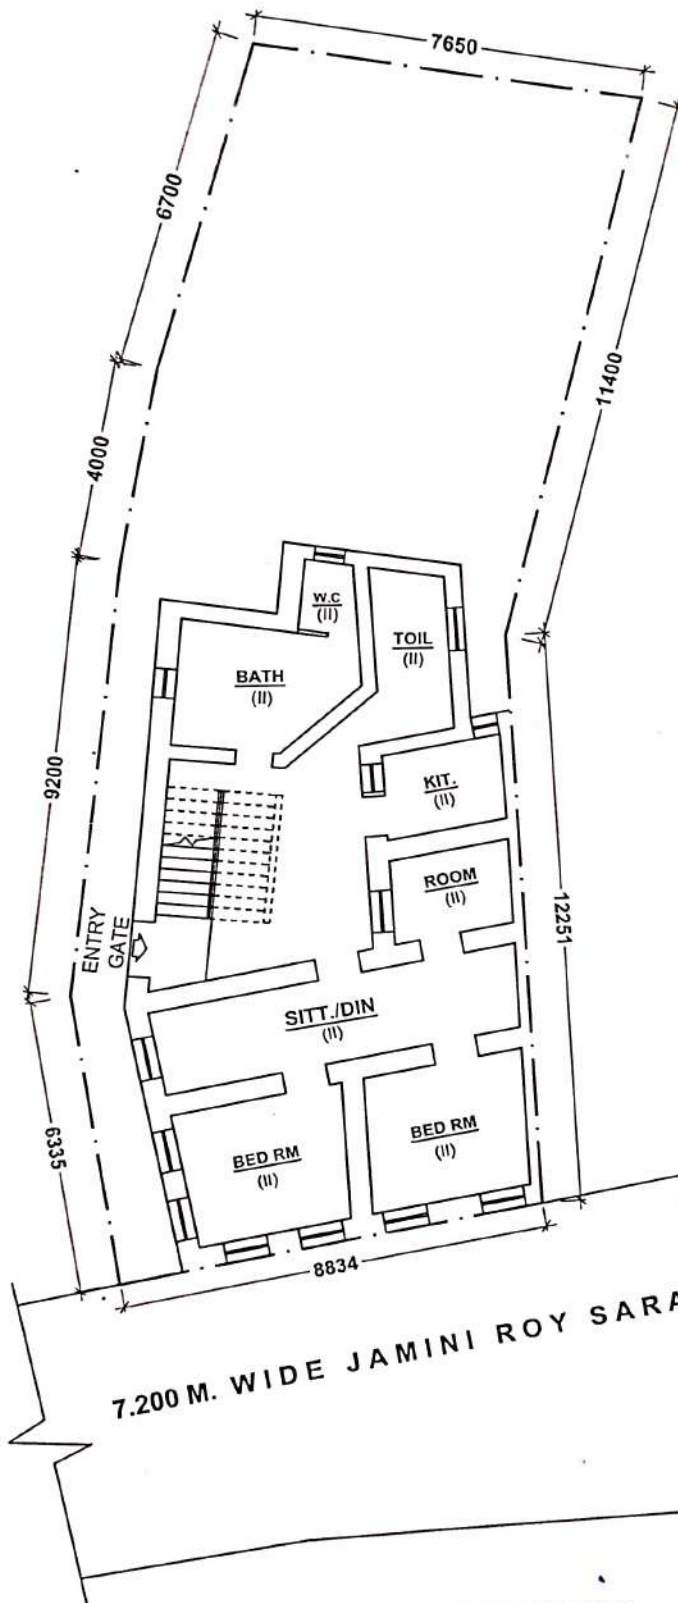 7650
6700
11400
4000
W.C
(II)
TOIL
(II)
BATH
(II)
9200
KIT.
(II)
ROOM
(II)
12251
ENTRY
GATE
SITT./DIN
(II)
6335
BED RM
(II)
BED RM
(II)
8834
7.200 M. WIDE JAMINI ROY SARA